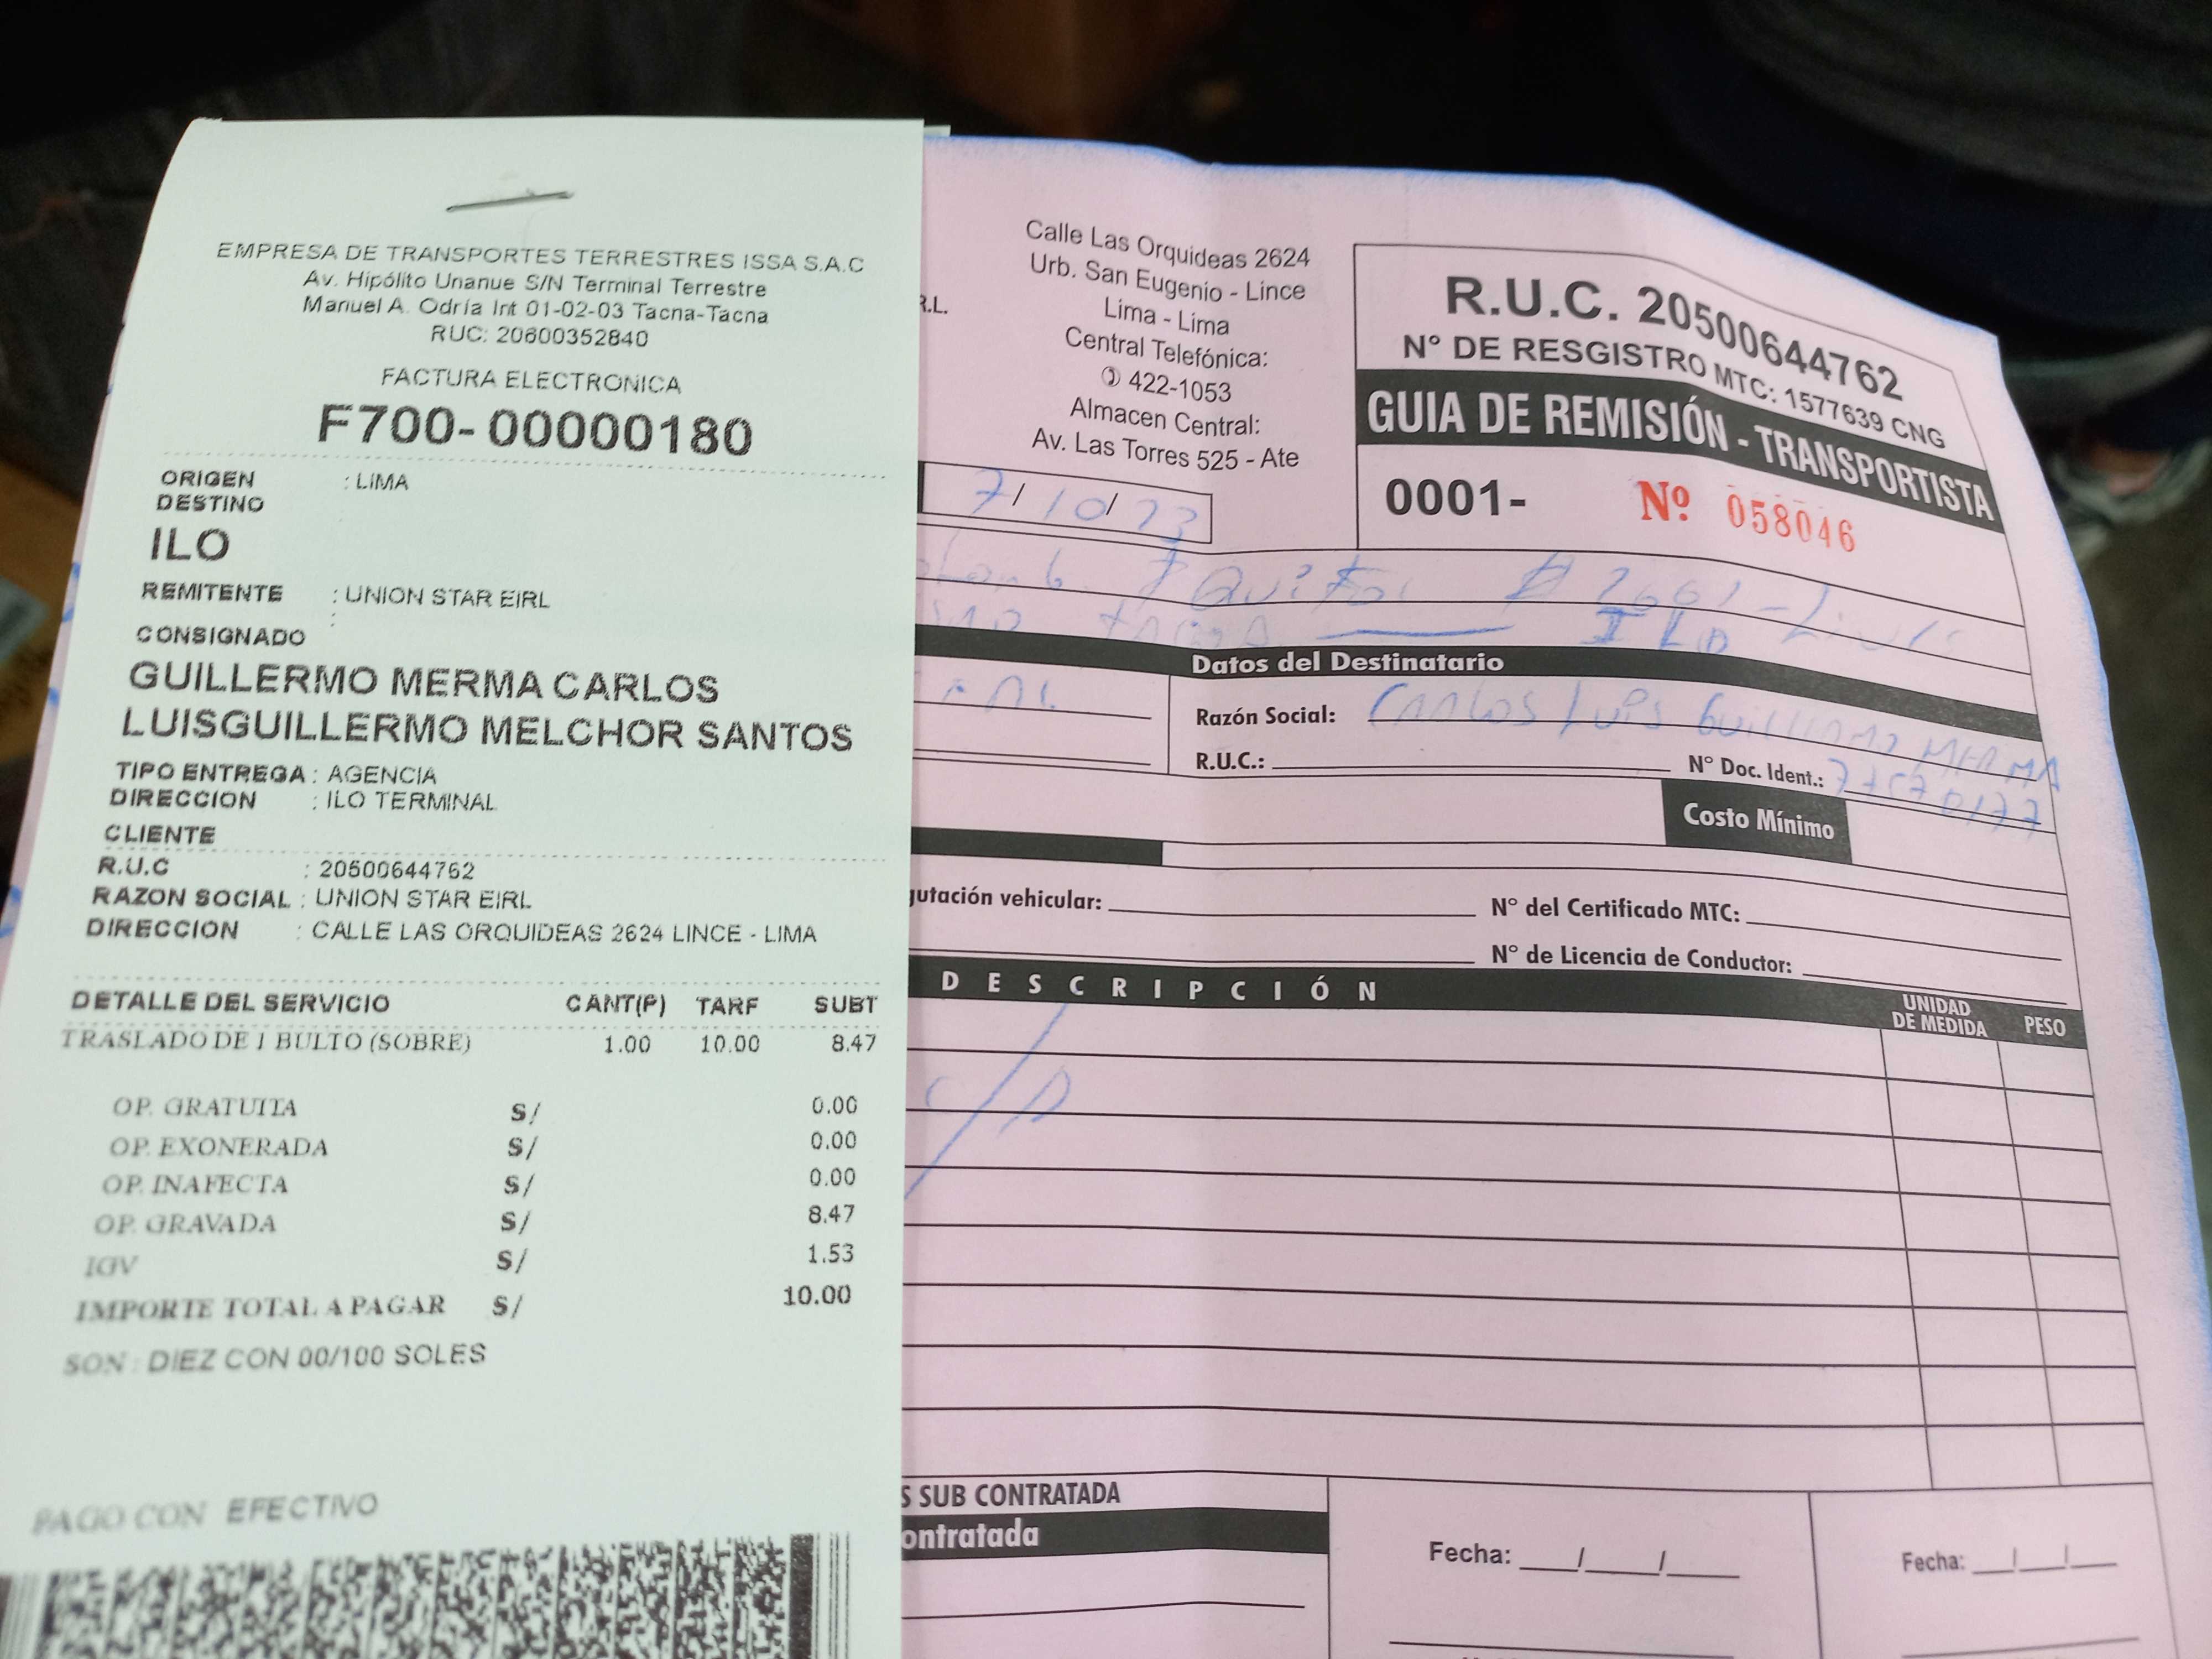 EMPRESA DE TRANSPORTES TERRESTRES ISSA S.A.C
Av. Hipólito Unanue S/N Terminal Terrestre
Manuel A. Odría Int 01-02-03 Tacna-Tacna
RUC: 20600352840
FACTURA ELECTRONICA
F700-00000180
ORIGEN : LIMA
DESTINO
ILO
REMITENTE : UNION STAR EIRL
:
CONSIGNADO
GUILLERMO MERMA CARLOS
LUISGUILLERMO MELCHOR SANTOS
TIPO ENTREGA : AGENCIA
DIRECCION : ILO TERMINAL
CLIENTE
R.U.C : 20500644762
RAZON SOCIAL : UNION STAR EIRL
DIRECCION : CALLE LAS ORQUIDEAS 2624 LINCE - LIMA
DETALLE DEL SERVICIO CANT(P) TARF SUBT
TRASLADO DE 1 BULTO (SOBRE) 1.00 10.00 8.47
OP. GRATUITA S/ 0.00
OP. EXONERADA S/ 0.00
OP. INAFECTA S/ 0.00
OP. GRAVADA S/ 8.47
IGV S/ 1.53
IMPORTE TOTAL A PAGAR S/ 10.00
SON : DIEZ CON 00/100 SOLES
PAGO CON EFECTIVO
R.L.
Calle Las Orquideas 2624
Urb. San Eugenio - Lince
Lima - Lima
Central Telefónica:
422-1053
Almacen Central:
Av. Las Torres 525 - Ate
R.U.C. 20500644762
N° DE RESGISTRO MTC: 1577639 CNG
GUIA DE REMISIÓN - TRANSPORTISTA
0001- Nº 058046
7/10/23
ILO
Datos del Destinatario
Razón Social: Carlos Luis Guillermo Merma
R.U.C.: N° Doc. Ident.:
Costo Mínimo
gutación vehicular: N° del Certificado MTC:
N° de Licencia de Conductor:
DESCRIPCIÓN UNIDAD DE MEDIDA PESO
S SUB CONTRATADA
ontratada
Fecha: / / Fecha: / /